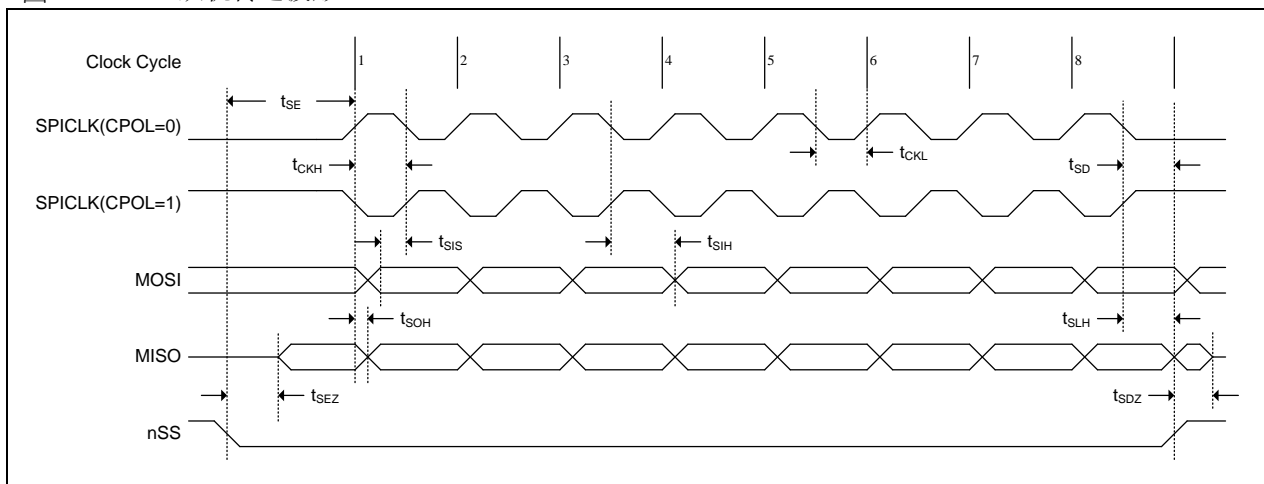 Clock Cycle
1 2 3 4 5 6 7 8
tSE
SPICLK(CPOL=0)
tCKH
tCKL
tSD
SPICLK(CPOL=1)
tSIS
tSIH
MOSI
tSOH
tSLH
MISO
tSEZ
tSDZ
nSS